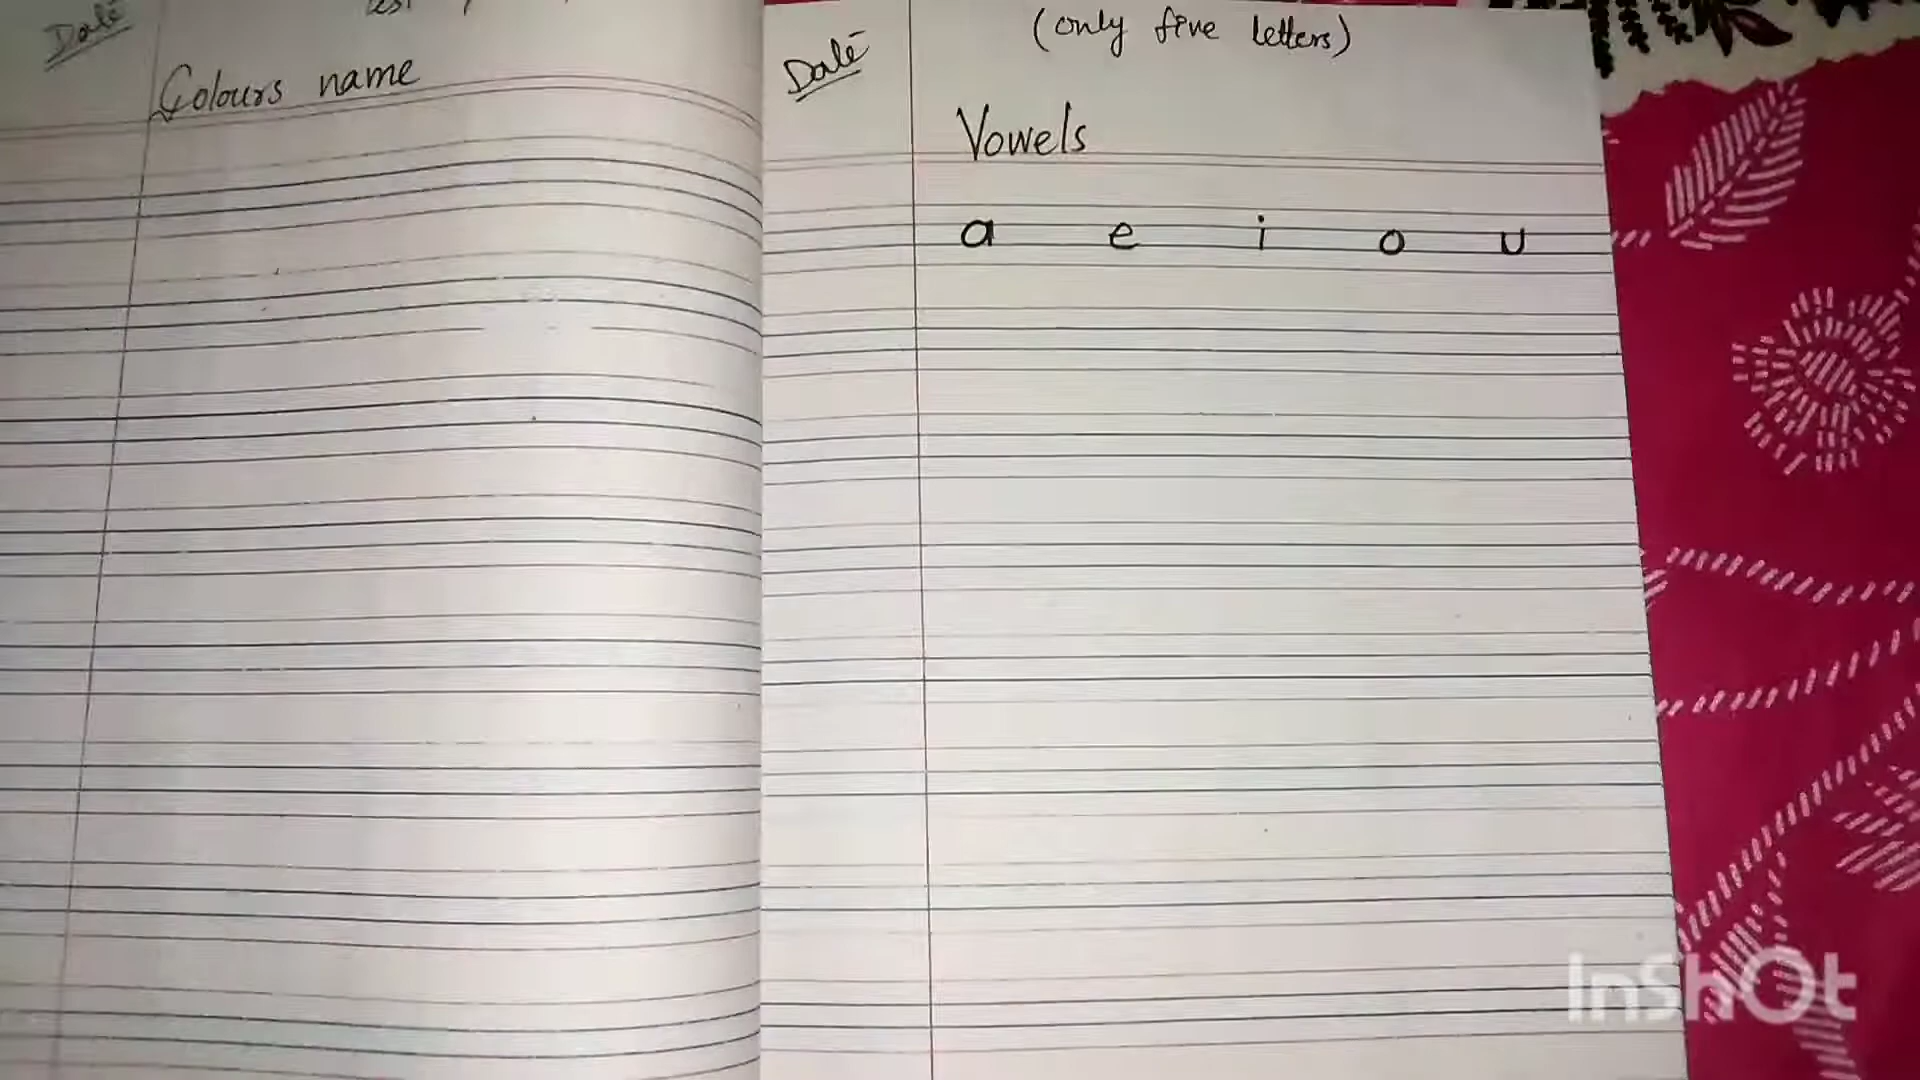 Date
Colours name
(only five letters)
Date
Vowels
a e i o u
InShOt